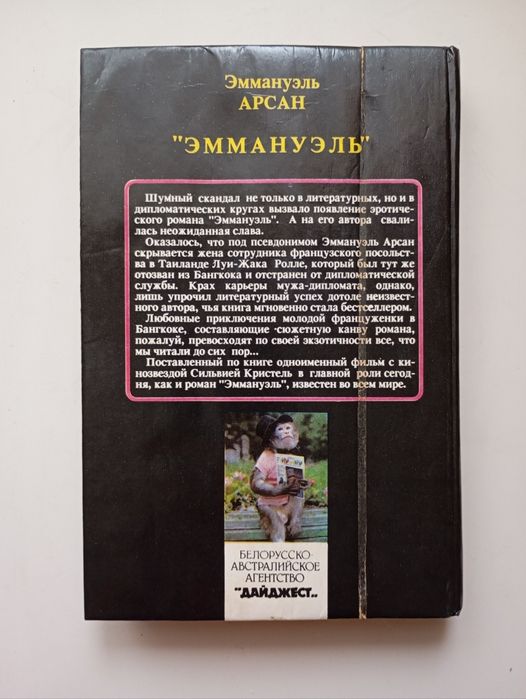 Эммануэль
АРСАН
"ЭММАНУЭЛЬ"
Шумный скандал не только в литературных, но и в
дипломатических кругах вызвало появление эротиче-
ского романа "Эммануэль". А на его автора свали-
лась неожиданная слава.
Оказалось, что под псевдонимом Эммануэль Арсан
скрывается жена сотрудника французского посольст-
ва в Таиланде Луи-Жака Ролле, который был тут же
отозван из Бангкока и отстранен от дипломатической
службы. Крах карьеры мужа-дипломата, однако,
лишь упрочил литературный успех дотоле неизвест-
ного автора, чья книга мгновенно стала бестселлером.
Любовные приключения молодой француженки в
Бангкоке, составляющие сюжетную канву романа,
пожалуй, превосходят по своей экзотичности все, что
мы читали до сих пор...
Поставленный по книге одноименный фильм с ки-
нозвездой Сильвией Кристель в главной роли сегод-
ня, как и роман "Эммануэль", известен во всем мире.
БЕЛОРУССКО-
АВСТРАЛИЙСКОЕ
АГЕНТСТВО
"ДАЙДЖЕСТ„